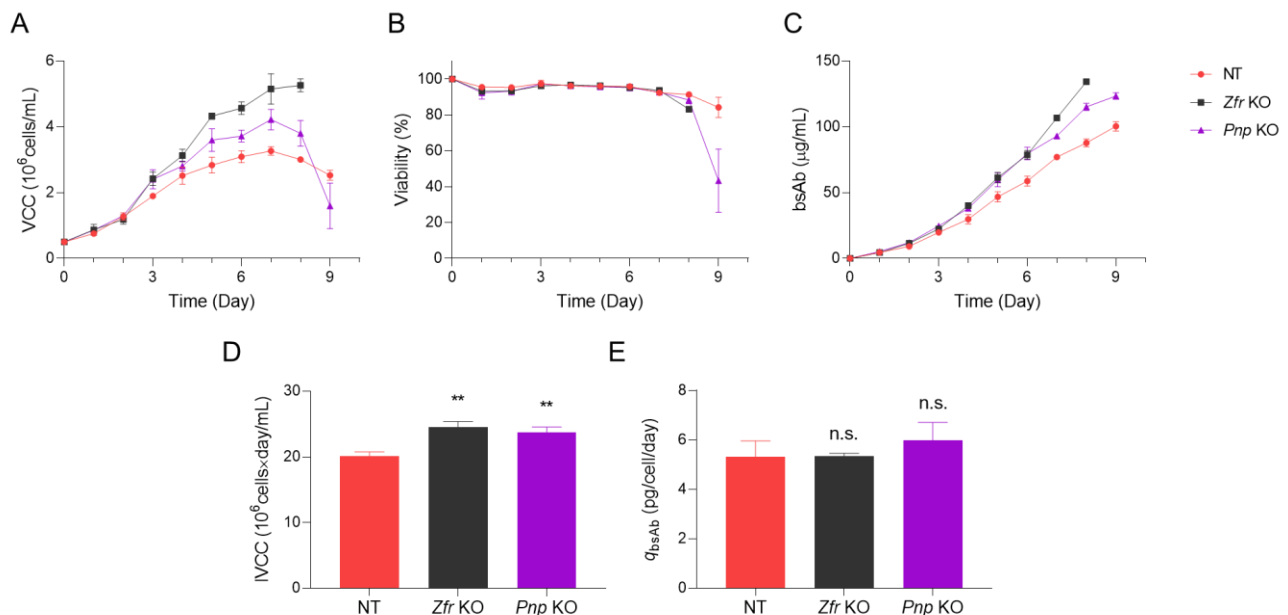 A
VCC (10⁶cells/mL)
6
4
2
0
0 3 6 9
Time (Day)
B
Viability (%)
100
80
60
40
20
0
0 3 6 9
Time (Day)
C
bsAb (μg/mL)
150
100
50
0
0 3 6 9
Time (Day)
NT
Zfr KO
Pnp KO
D
IVCC (10⁶cells×day/mL)
30
20
10
0
** **
NT Zfr KO Pnp KO
E
qbsAb (pg/cell/day)
8
6
4
2
0
n.s. n.s.
NT Zfr KO Pnp KO